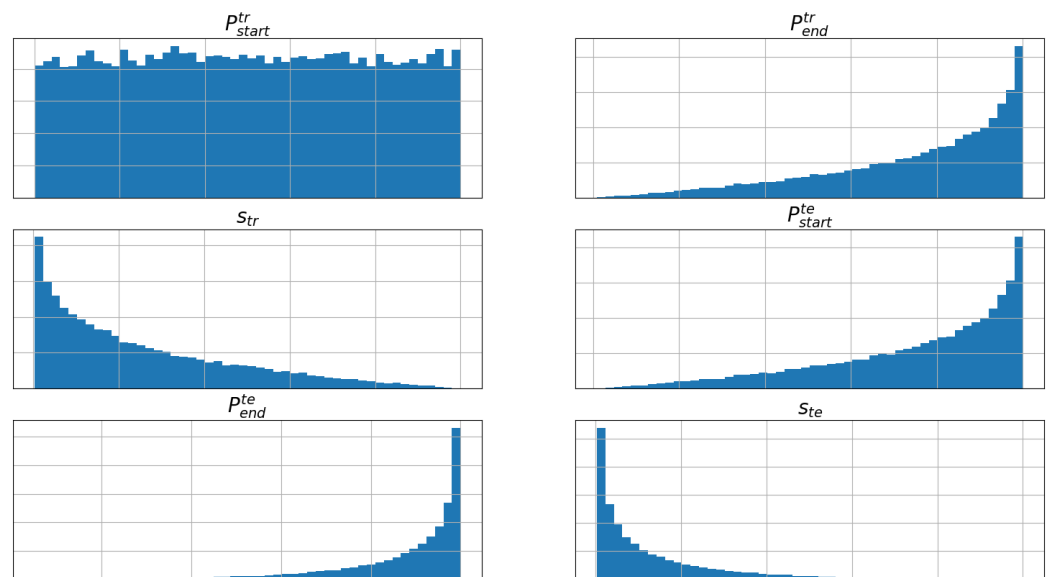 P^{tr}_{start}
P^{tr}_{end}
s_{tr}
P^{te}_{start}
P^{te}_{end}
s_{te}